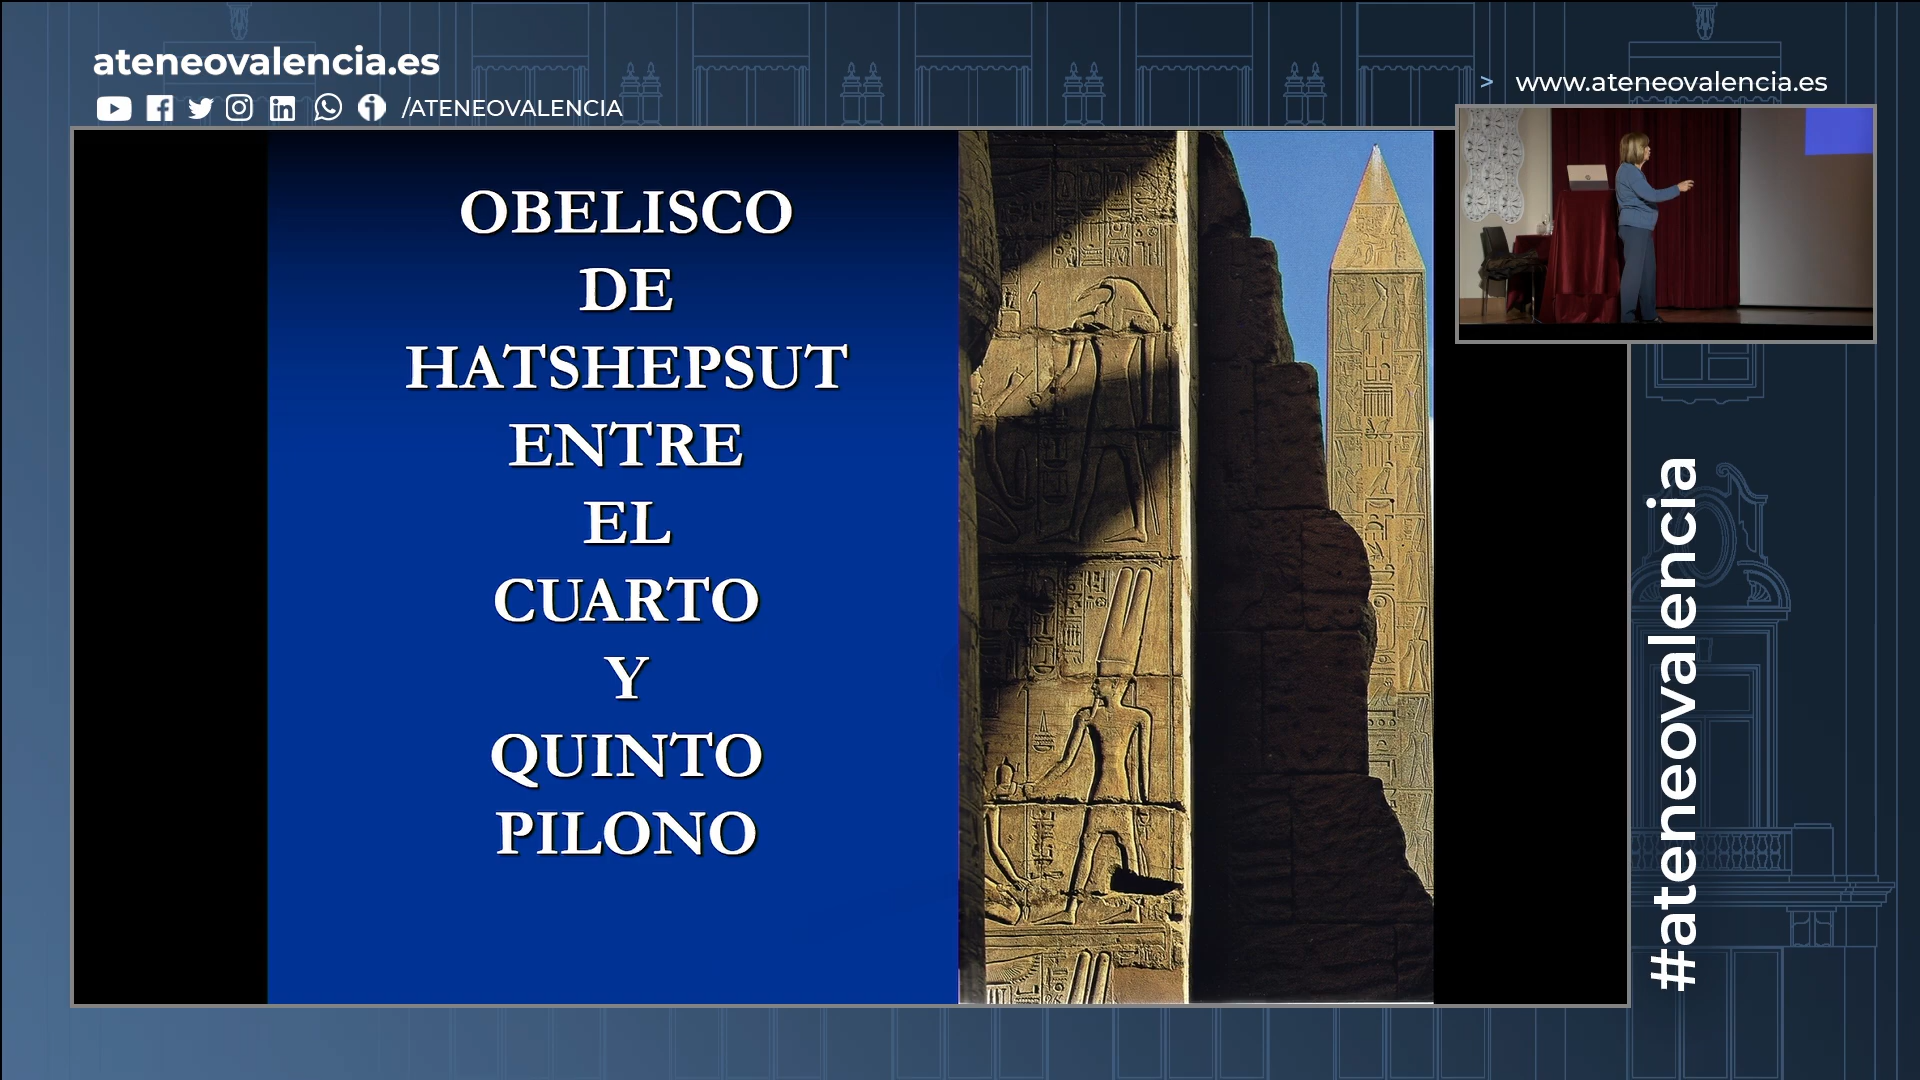 ateneovalencia.es
/ATENEOVALENCIA
> www.ateneovalencia.es
OBELISCO
DE
HATSHEPSUT
ENTRE
EL
CUARTO
Y
QUINTO
PILONO
#ateneovalencia